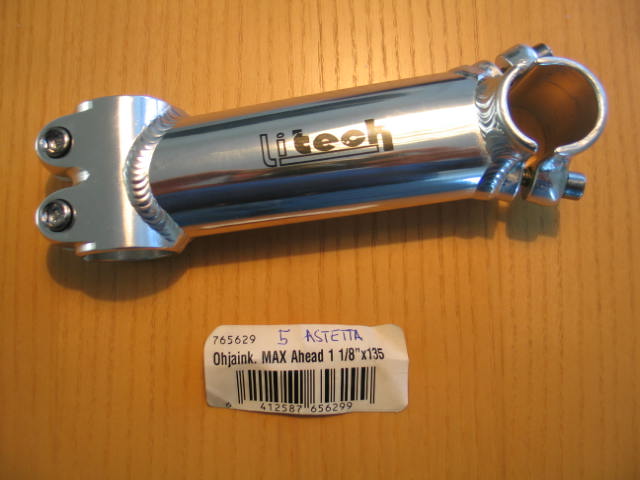 Litech
765629 5 ASTETTA
Ohjaink. MAX Ahead 1 1/8"x135
6 412587 656299